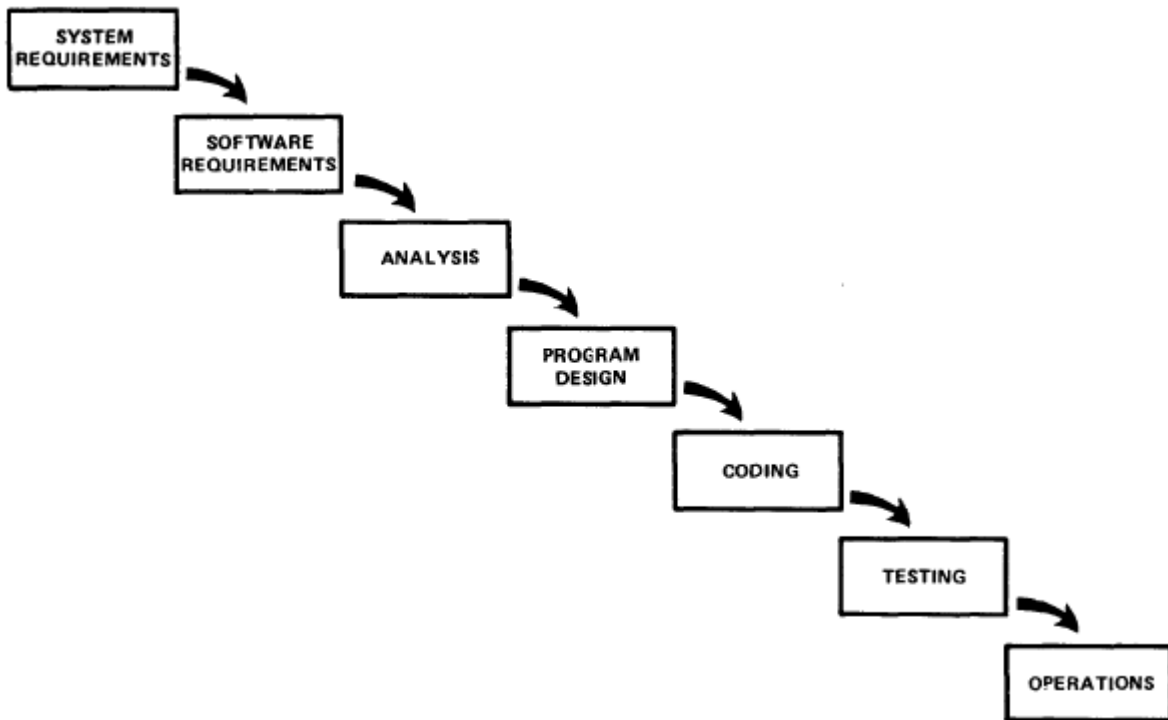 SYSTEM
REQUIREMENTS
SOFTWARE
REQUIREMENTS
ANALYSIS
PROGRAM
DESIGN
CODING
TESTING
OPERATIONS